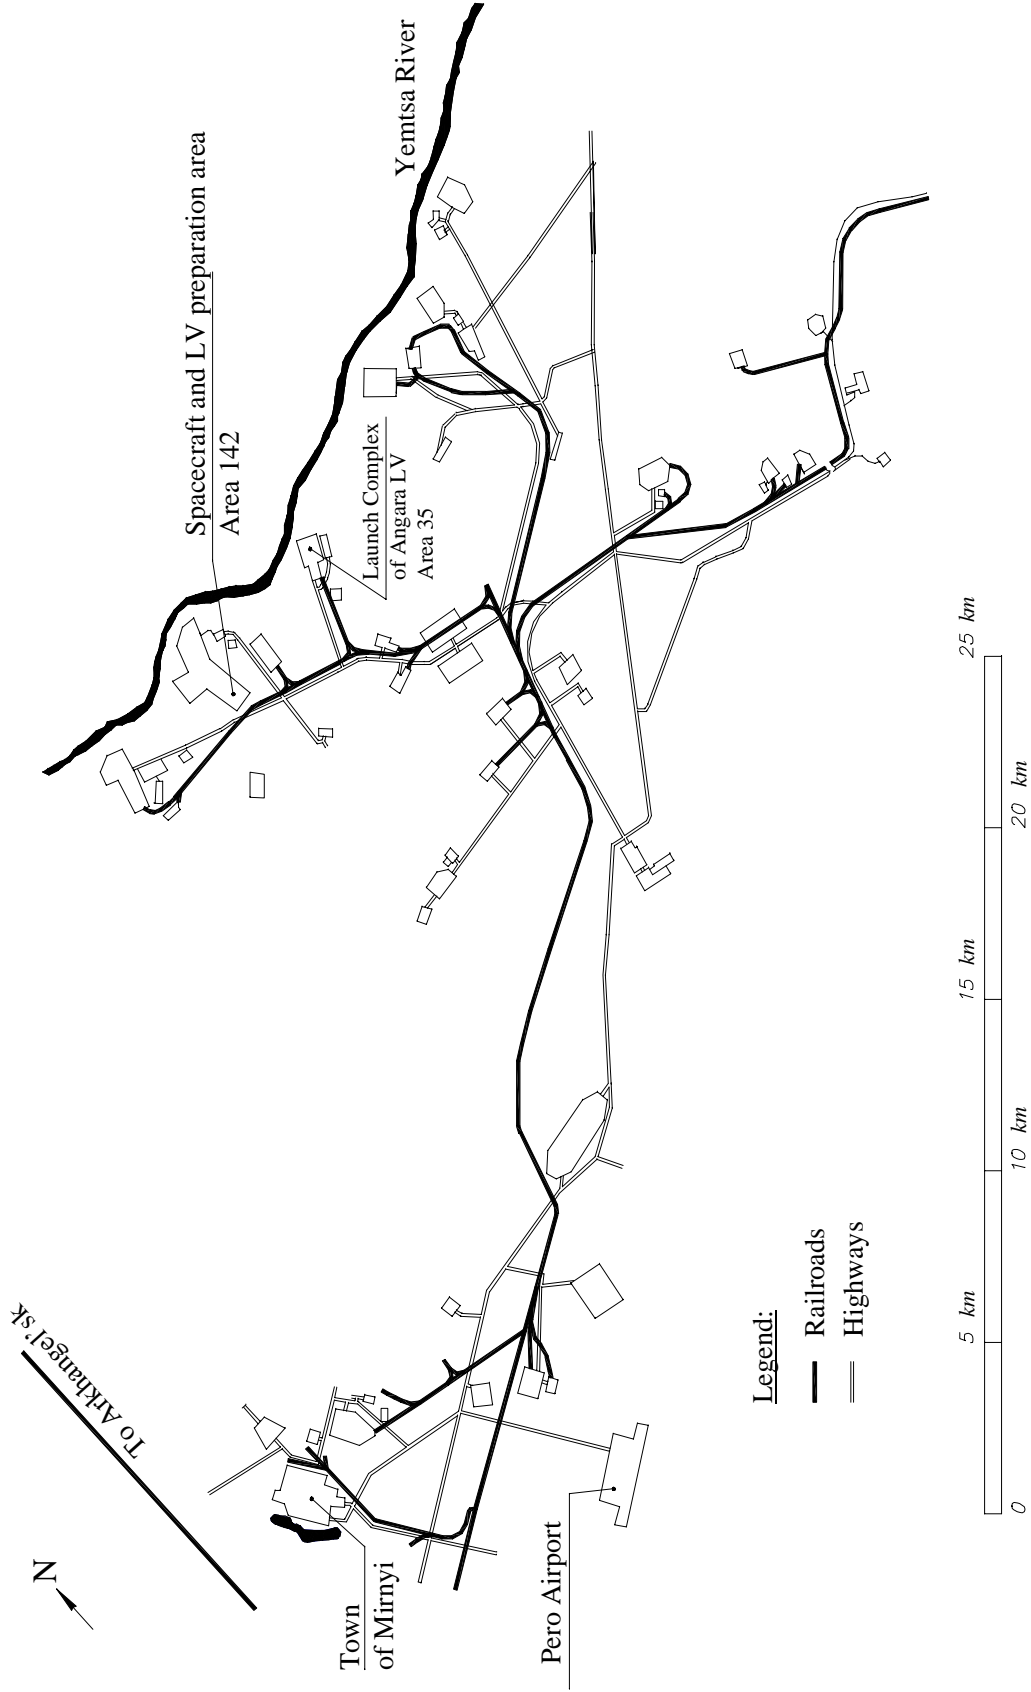 N
To Arkhangel'sk
Town
of Mirnyi
Pero Airport
Spacecraft and LV preparation area
Area 142
Yemtsa River
Launch Complex
of Angara LV
Area 35
Legend:
Railroads
Highways
0
5 km
10 km
15 km
20 km
25 km